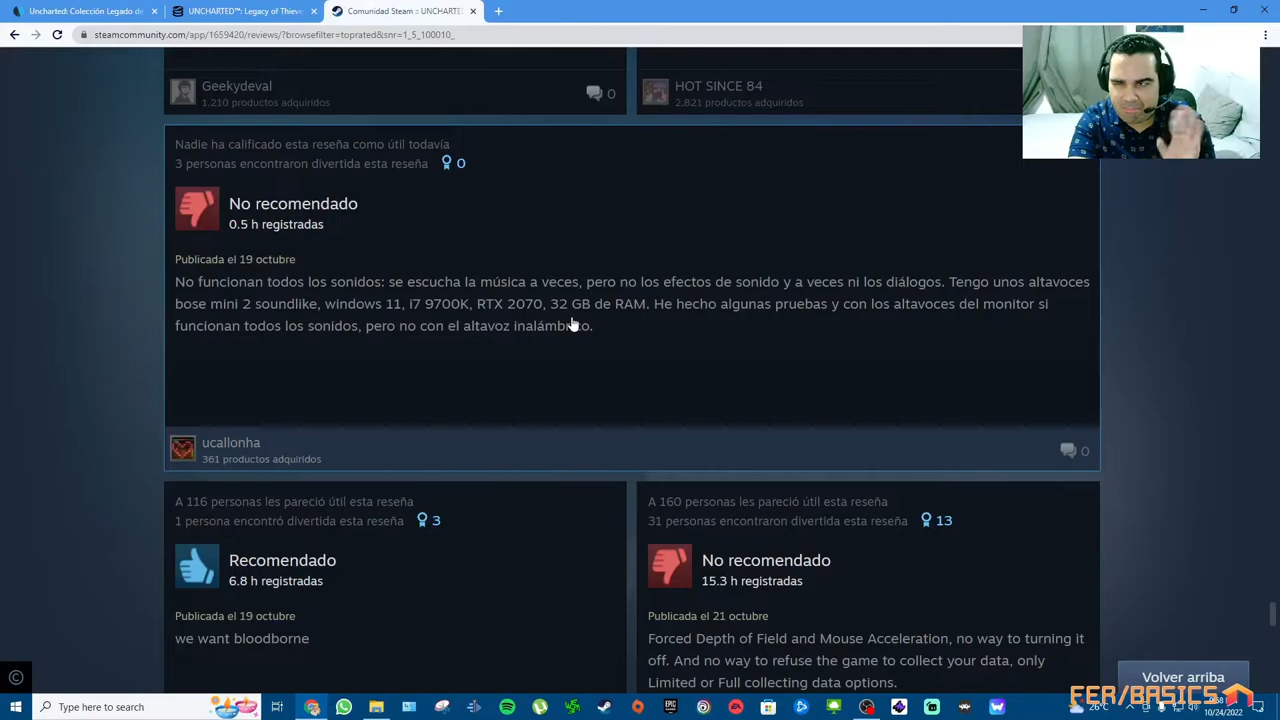 Uncharted: Colección Legado de
UNCHARTED™: Legacy of Thieve
Comunidad Steam :: UNCHARTED
steamcommunity.com/app/1659420/reviews/?browsefilter=toprated&snr=1_5_100010_
Geekydeval
1.210 productos adquiridos
0
HOT SINCE 84
2,821 productos adquiridos
Nadie ha calificado esta reseña como útil todavía
3 personas encontraron divertida esta reseña
0
No recomendado
0.5 h registradas
Publicada el 19 octubre
No funcionan todos los sonidos: se escucha la música a veces, pero no los efectos de sonido y a veces ni los diálogos. Tengo unos altavoces
bose mini 2 soundlike, windows 11, i7 9700K, RTX 2070, 32 GB de RAM. He hecho algunas pruebas y con los altavoces del monitor si
funcionan todos los sonidos, pero no con el altavoz inalámbrico.
ucallonha
361 productos adquiridos
0
A 116 personas les pareció útil esta reseña
1 persona encontró divertida esta reseña
3
Recomendado
6.8 h registradas
Publicada el 19 octubre
we want bloodborne
A 160 personas les pareció útil esta reseña
31 personas encontraron divertida esta reseña
13
No recomendado
15.3 h registradas
Publicada el 21 octubre
Forced Depth of Field and Mouse Acceleration, no way to turning it
off. And no way to refuse the game to collect your data, only
Limited or Full collecting data options.
Volver arriba
FER/BASICS
Type here to search
26°C
10/24/2022